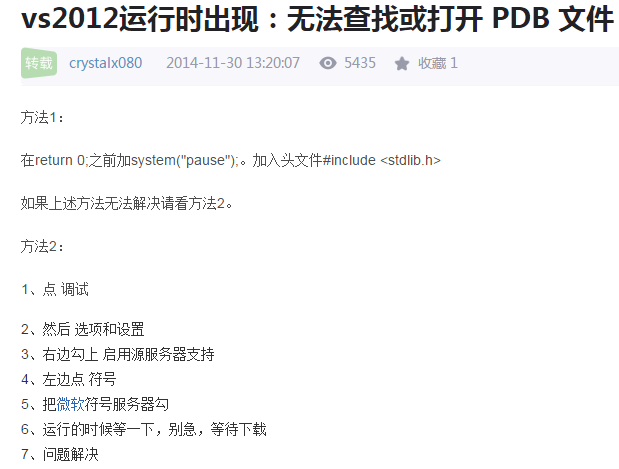 vs2012运行时出现：无法查找或打开 PDB 文件
转载 crystalx080 2014-11-30 13:20:07 5435 收藏 1
方法1：
在return 0;之前加system("pause");。加入头文件#include <stdlib.h>
如果上述方法无法解决请看方法2。
方法2：
1、点 调试
2、然后 选项和设置
3、右边勾上 启用源服务器支持
4、左边点 符号
5、把微软符号服务器勾
6、运行的时候等一下，别急，等待下载
7、问题解决